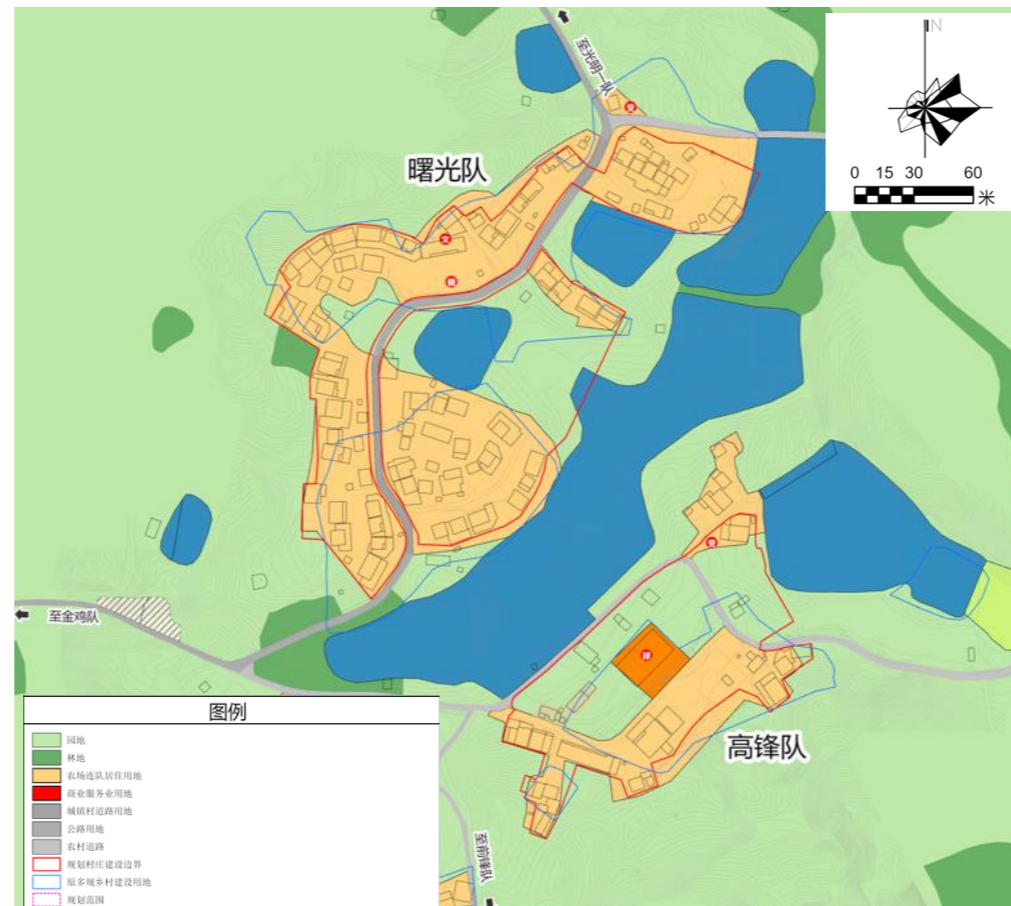 至光明一队
N
0 15 30 60
米
曙光队
文
球
至金鸡队
高锋队
至前锋队
图例
园地
林地
农场连队居住用地
商业服务业用地
城镇村道路用地
公路用地
农村道路
规划村庄建设边界
原多规乡村建设用地
规划范围